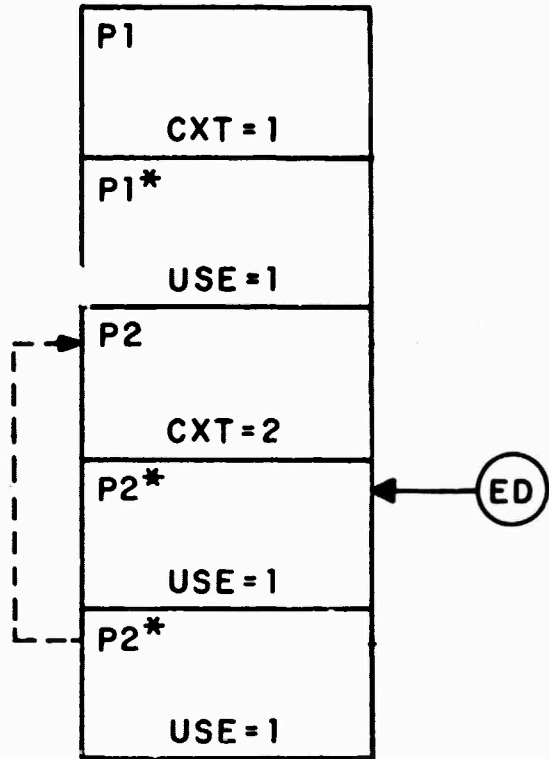 P1
CXT = 1
P1*
USE = 1
P2
CXT = 2
P2*
ED
USE = 1
P2*
USE = 1